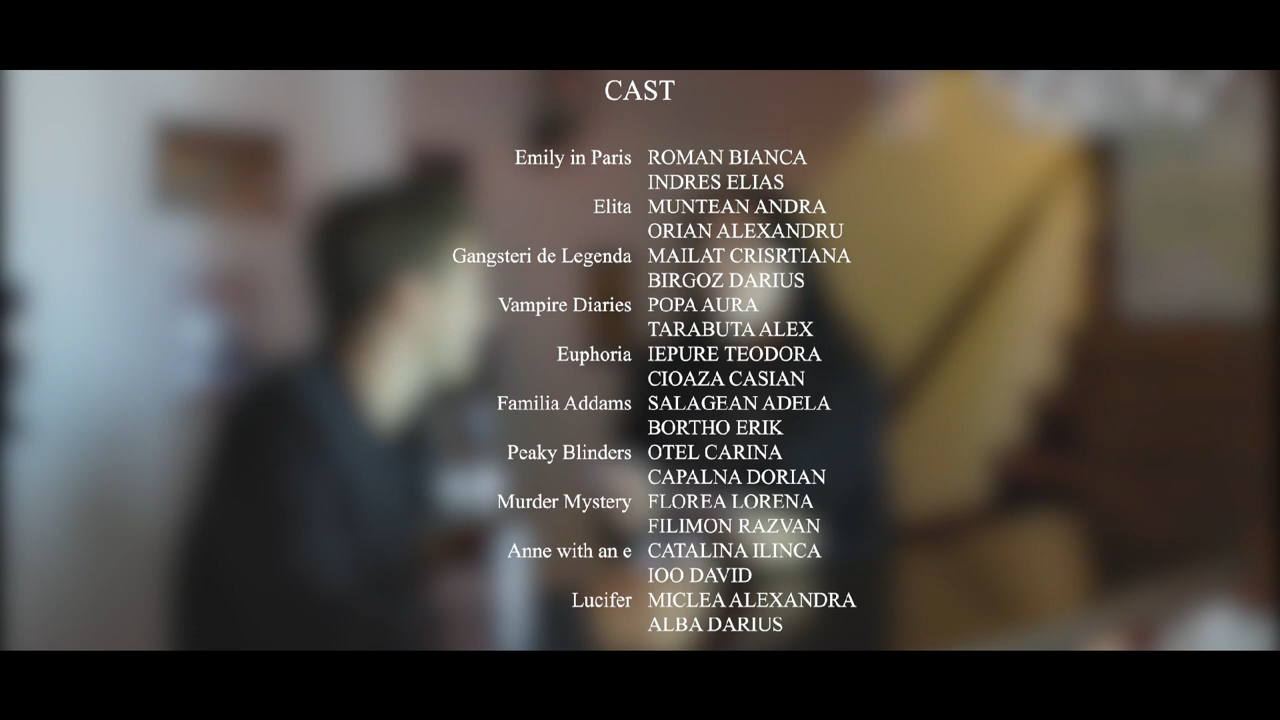 CAST
Emily in Paris ROMAN BIANCA
INDRES ELIAS
Elita MUNTEAN ANDRA
ORIAN ALEXANDRU
Gangsteri de Legenda MAILAT CRISRTIANA
BIRGOZ DARIUS
Vampire Diaries POPA AURA
TARABUTA ALEX
Euphoria IEPURE TEODORA
CIOAZA CASIAN
Familia Addams SALAGEAN ADELA
BORTHO ERIK
Peaky Blinders OTEL CARINA
CAPALNA DORIAN
Murder Mystery FLOREA LORENA
FILIMON RAZVAN
Anne with an e CATALINA ILINCA
IOO DAVID
Lucifer MICLEA ALEXANDRA
ALBA DARIUS